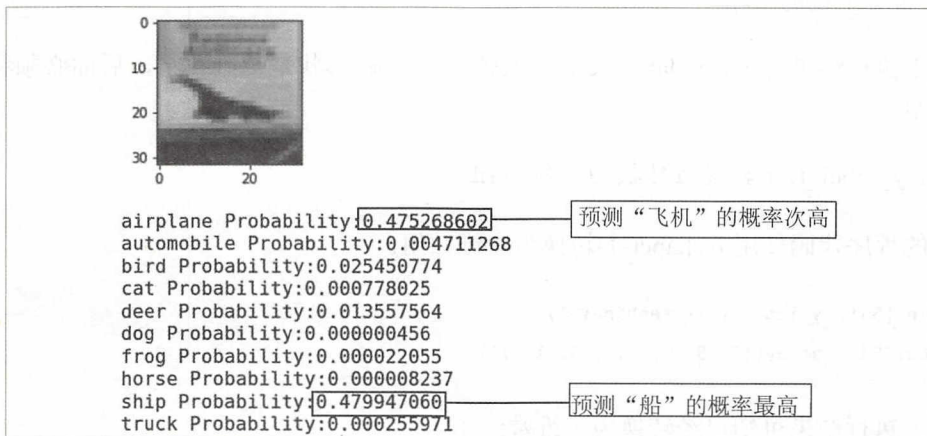 0
10
20
30
0 20
airplane Probability:0.475268602 预测“飞机”的概率次高
automobile Probability:0.004711268
bird Probability:0.025450774
cat Probability:0.000778025
deer Probability:0.013557564
dog Probability:0.000000456
frog Probability:0.000022055
horse Probability:0.000008237
ship Probability:0.479947060 预测“船”的概率最高
truck Probability:0.000255971